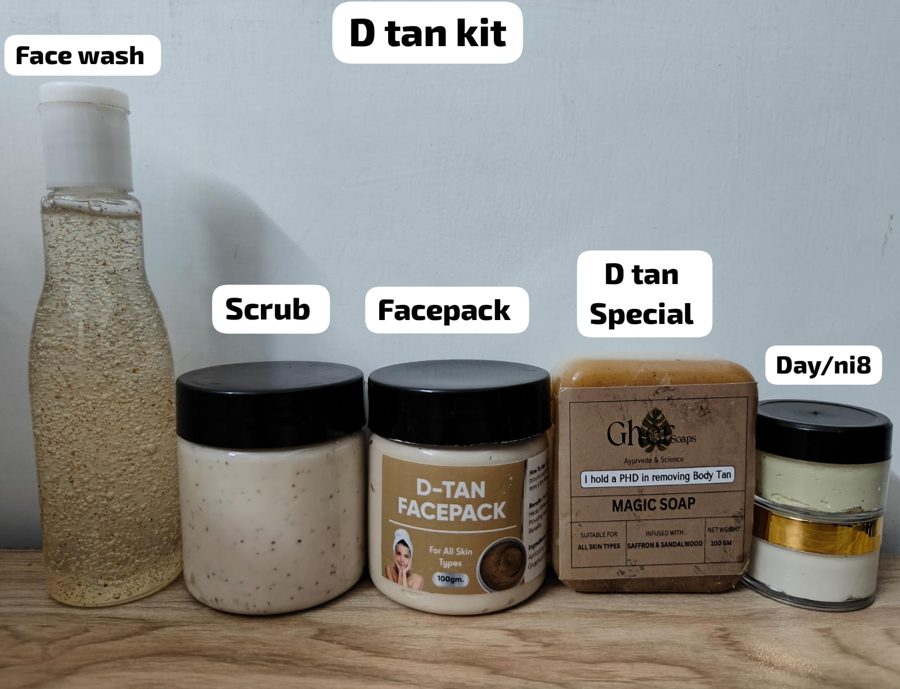 D tan kit
Face wash
Scrub
Facepack
D tan
Special
Day/ni8
D-TAN
FACEPACK
For All Skin
Types
100gm.
Soaps
Ayurveda & Science
I hold a PHD in removing Body Tan
MAGIC SOAP
SUITABLE FOR
ALL SKIN TYPES
INFUSED WITH
SAFFRON & SANDALWOOD
NET WEIGHT
100 GM